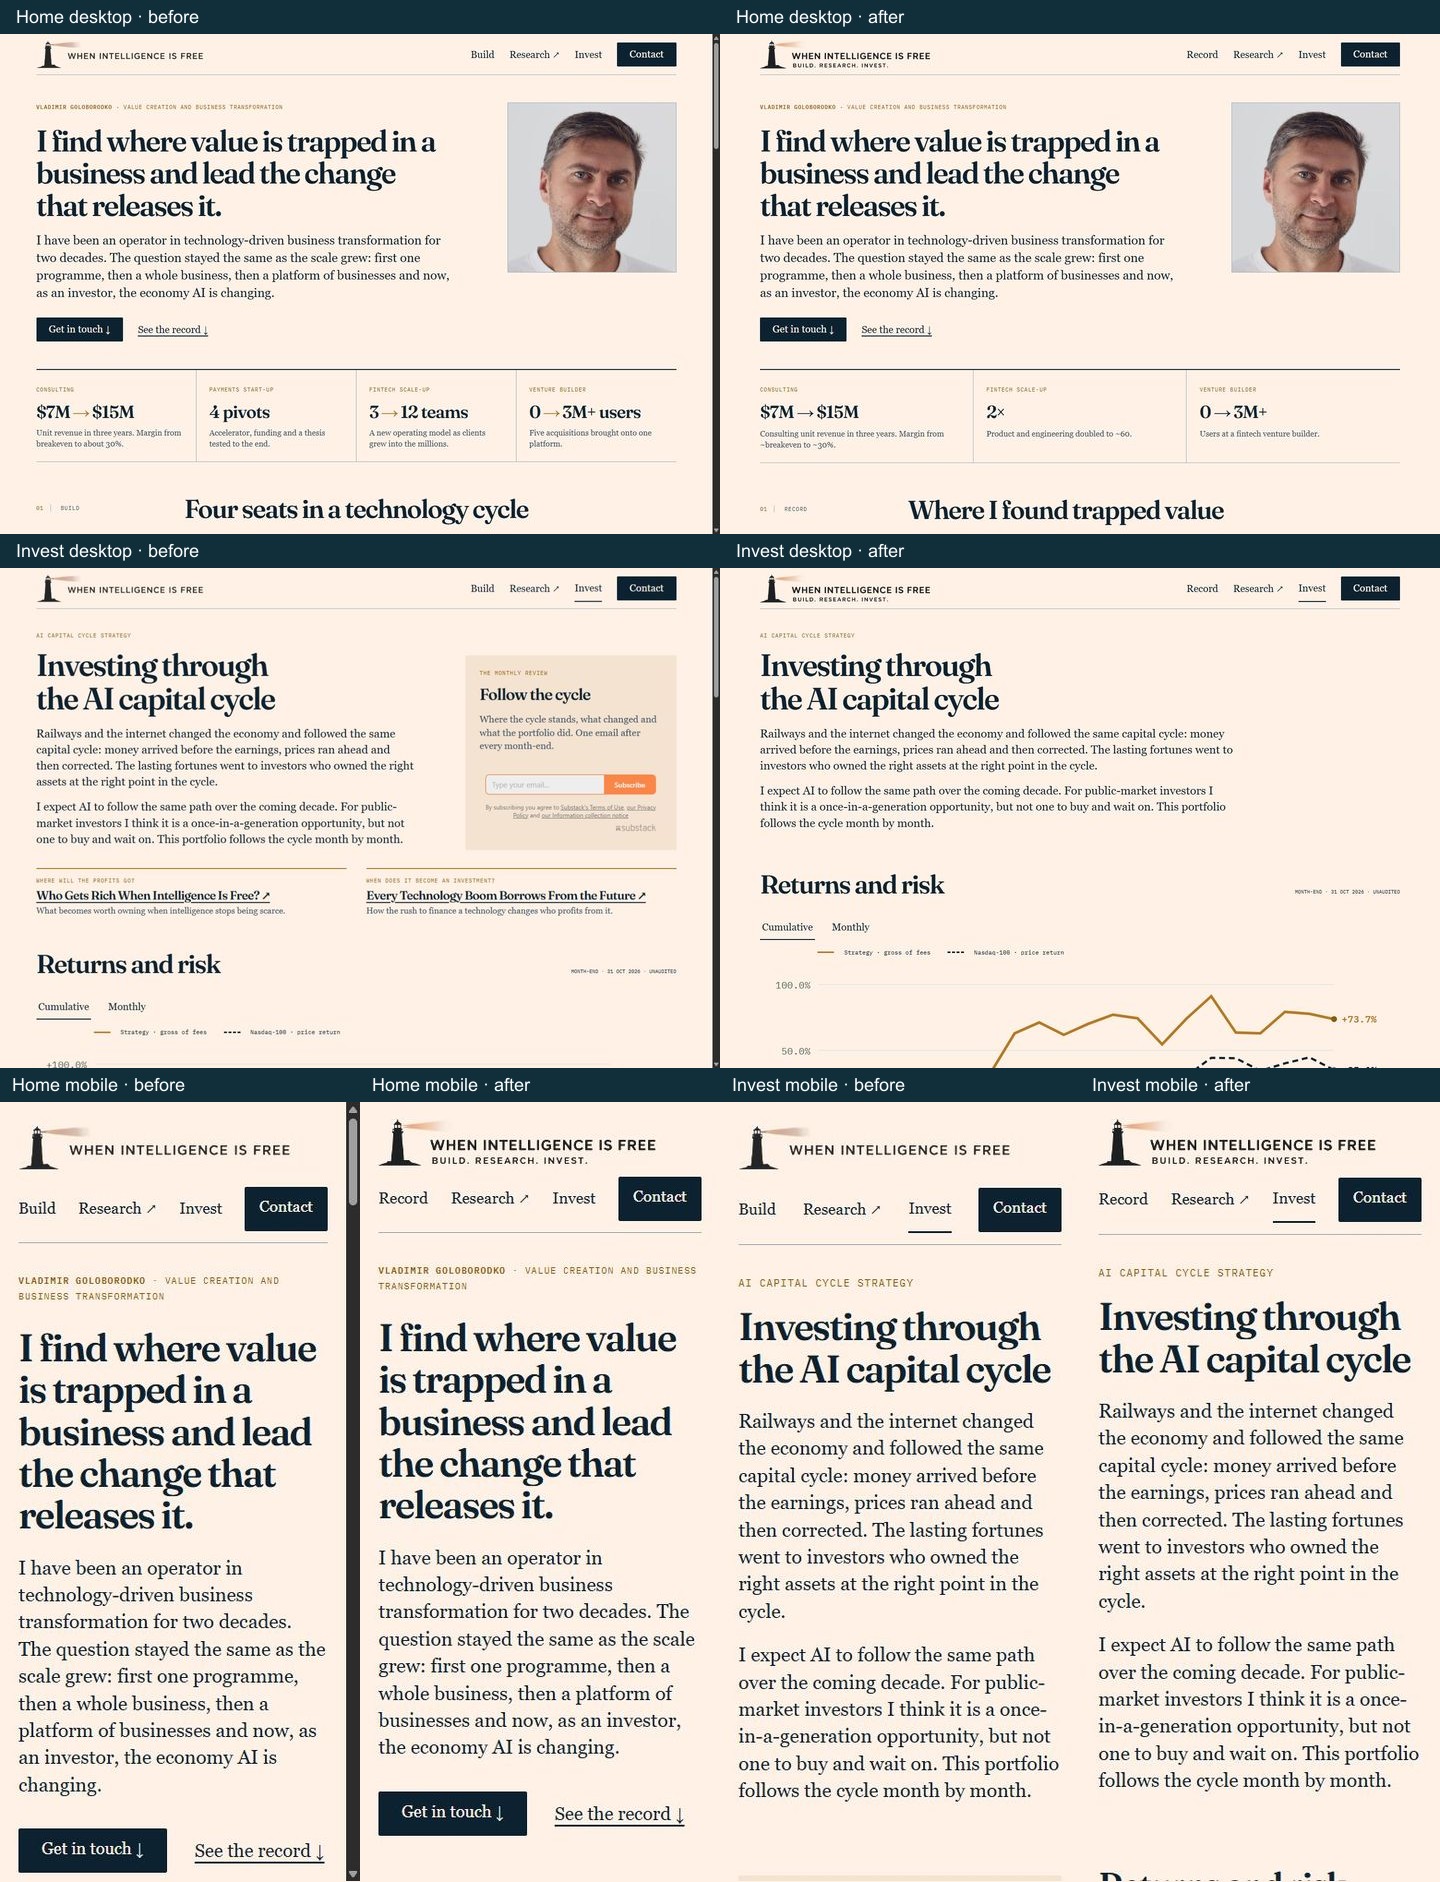 Home desktop · before
WHEN INTELLIGENCE IS FREE
Build Research ↗ Invest Contact
VLADIMIR GOLOBORODKO · VALUE CREATION AND BUSINESS TRANSFORMATION
I find where value is trapped in a
business and lead the change
that releases it.
I have been an operator in technology-driven business transformation for
two decades. The question stayed the same as the scale grew: first one
programme, then a whole business, then a platform of businesses and now,
as an investor, the economy AI is changing.
Get in touch ↓ See the record ↓
CONSULTING
$7M → $15M
Unit revenue in three years. Margin from
breakeven to about 30%.
PAYMENTS START-UP
4 pivots
Accelerator, funding and a thesis
tested to the end.
FINTECH SCALE-UP
3 → 12 teams
A new operating model as clients
grew into the millions.
VENTURE BUILDER
0 → 3M+ users
Five acquisitions brought onto one
platform.
01 | BUILD
Four seats in a technology cycle
Home desktop · after
WHEN INTELLIGENCE IS FREE
BUILD. RESEARCH. INVEST.
Record Research ↗ Invest Contact
VLADIMIR GOLOBORODKO · VALUE CREATION AND BUSINESS TRANSFORMATION
I find where value is trapped in a
business and lead the change
that releases it.
I have been an operator in technology-driven business transformation for
two decades. The question stayed the same as the scale grew: first one
programme, then a whole business, then a platform of businesses and now,
as an investor, the economy AI is changing.
Get in touch ↓ See the record ↓
CONSULTING
$7M → $15M
Consulting unit revenue in three years. Margin from
~breakeven to ~30%.
FINTECH SCALE-UP
2×
Product and engineering doubled to ~60.
VENTURE BUILDER
0 → 3M+
Users at a fintech venture builder.
01 | RECORD
Where I found trapped value
Invest desktop · before
WHEN INTELLIGENCE IS FREE
Build Research ↗ Invest Contact
AI CAPITAL CYCLE STRATEGY
Investing through
the AI capital cycle
Railways and the internet changed the economy and followed the same
capital cycle: money arrived before the earnings, prices ran ahead and
then corrected. The lasting fortunes went to investors who owned the right
assets at the right point in the cycle.
I expect AI to follow the same path over the coming decade. For public-
market investors I think it is a once-in-a-generation opportunity, but not
one to buy and wait on. This portfolio follows the cycle month by month.
THE MONTHLY REVIEW
Follow the cycle
Where the cycle stands, what changed and
what the portfolio did. One email after
every month-end.
Type your email... Subscribe
By subscribing you agree to Substack's Terms of Use, our Privacy
Policy and our Information collection notice
substack
WHERE WILL THE PROFITS GO?
Who Gets Rich When Intelligence Is Free? ↗
What becomes worth owning when intelligence stops being scarce.
WHEN DOES IT BECOME AN INVESTMENT?
Every Technology Boom Borrows From the Future ↗
How the rush to finance a technology changes who profits from it.
Returns and risk
MONTH-END · 31 OCT 2026 · UNAUDITED
Cumulative Monthly
Strategy · gross of fees Nasdaq-100 · price return
+100.0%
Invest desktop · after
WHEN INTELLIGENCE IS FREE
BUILD. RESEARCH. INVEST.
Record Research ↗ Invest Contact
AI CAPITAL CYCLE STRATEGY
Investing through
the AI capital cycle
Railways and the internet changed the economy and followed the same capital cycle: money
arrived before the earnings, prices ran ahead and then corrected. The lasting fortunes went to
investors who owned the right assets at the right point in the cycle.
I expect AI to follow the same path over the coming decade. For public-market investors I
think it is a once-in-a-generation opportunity, but not one to buy and wait on. This portfolio
follows the cycle month by month.
Returns and risk
MONTH-END · 31 OCT 2026 · UNAUDITED
Cumulative Monthly
Strategy · gross of fees Nasdaq-100 · price return
100.0%
+73.7%
50.0%
Home mobile · before
WHEN INTELLIGENCE IS FREE
Build Research ↗ Invest Contact
VLADIMIR GOLOBORODKO · VALUE CREATION AND
BUSINESS TRANSFORMATION
I find where value
is trapped in a
business and lead
the change that
releases it.
I have been an operator in
technology-driven business
transformation for two decades.
The question stayed the same as the
scale grew: first one programme,
then a whole business, then a
platform of businesses and now, as
an investor, the economy AI is
changing.
Get in touch ↓ See the record ↓
Home mobile · after
WHEN INTELLIGENCE IS FREE
BUILD. RESEARCH. INVEST.
Record Research ↗ Invest Contact
VLADIMIR GOLOBORODKO · VALUE CREATION AND BUSINESS
TRANSFORMATION
I find where value
is trapped in a
business and lead
the change that
releases it.
I have been an operator in
technology-driven business
transformation for two decades. The
question stayed the same as the scale
grew: first one programme, then a
whole business, then a platform of
businesses and now, as an investor,
the economy AI is changing.
Get in touch ↓ See the record ↓
Invest mobile · before
WHEN INTELLIGENCE IS FREE
Build Research ↗ Invest Contact
AI CAPITAL CYCLE STRATEGY
Investing through
the AI capital cycle
Railways and the internet changed
the economy and followed the same
capital cycle: money arrived before
the earnings, prices ran ahead and
then corrected. The lasting fortunes
went to investors who owned the
right assets at the right point in the
cycle.
I expect AI to follow the same path
over the coming decade. For public-
market investors I think it is a once-
in-a-generation opportunity, but not
one to buy and wait on. This portfolio
follows the cycle month by month.
Invest mobile · after
WHEN INTELLIGENCE IS FREE
BUILD. RESEARCH. INVEST.
Record Research ↗ Invest Contact
AI CAPITAL CYCLE STRATEGY
Investing through
the AI capital cycle
Railways and the internet changed
the economy and followed the same
capital cycle: money arrived before
the earnings, prices ran ahead and
then corrected. The lasting fortunes
went to investors who owned the
right assets at the right point in the
cycle.
I expect AI to follow the same path
over the coming decade. For public-
market investors I think it is a once-
in-a-generation opportunity, but not
one to buy and wait on. This portfolio
follows the cycle month by month.
Returns and risk